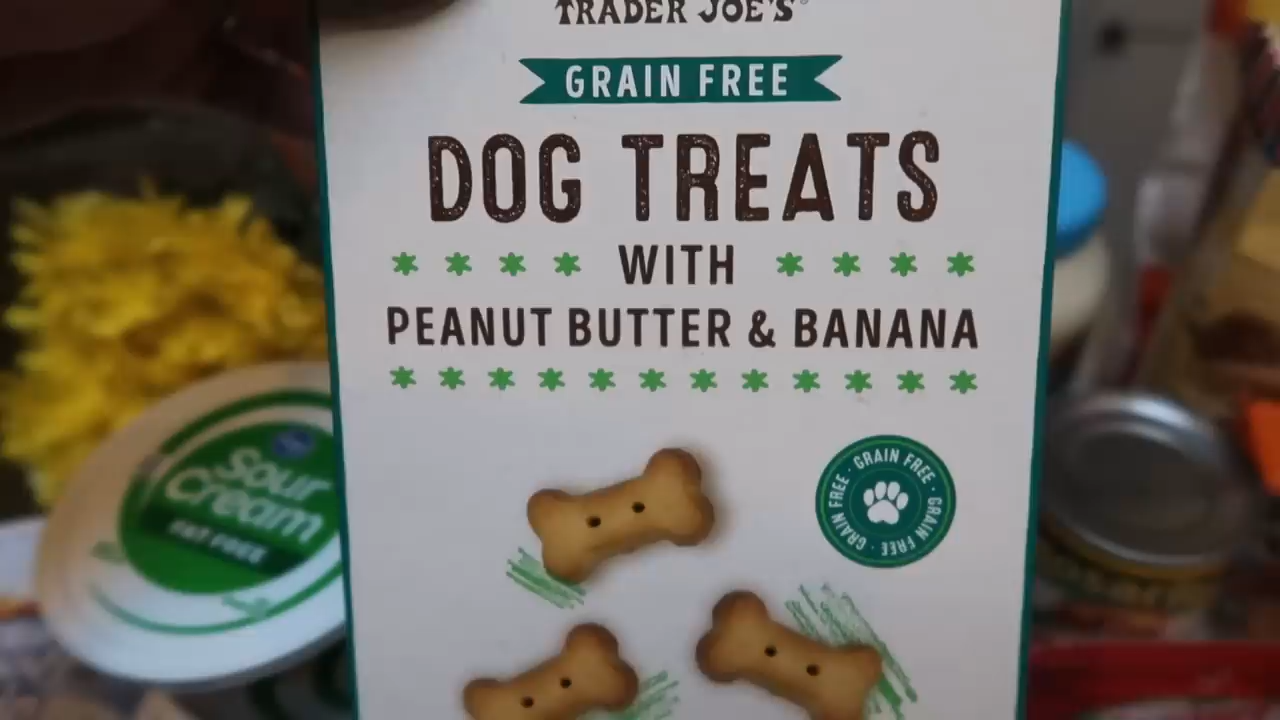 TRADER JOE'S
GRAIN FREE
DOG TREATS
WITH
PEANUT BUTTER & BANANA
GRAIN FREE · GRAIN FREE · GRAIN FREE ·
Sour
Cream
FAT FREE